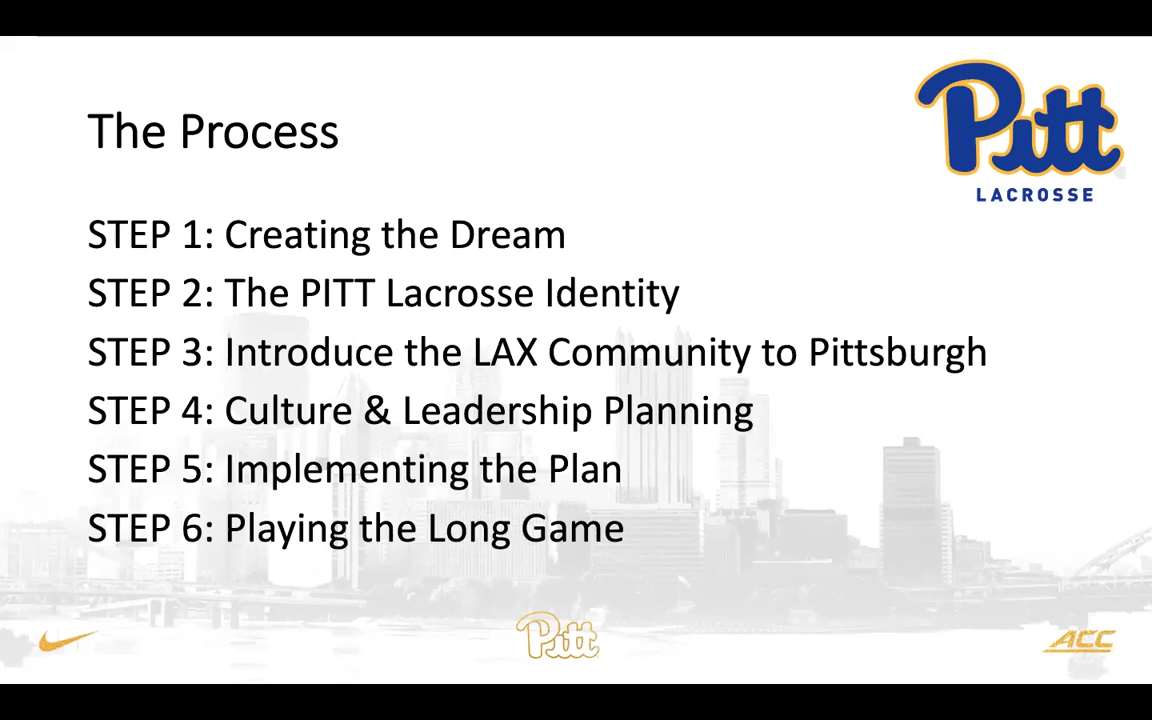 Pitt
LACROSSE
The Process
STEP 1: Creating the Dream
STEP 2: The PITT Lacrosse Identity
STEP 3: Introduce the LAX Community to Pittsburgh
STEP 4: Culture & Leadership Planning
STEP 5: Implementing the Plan
STEP 6: Playing the Long Game
Pitt
ACC